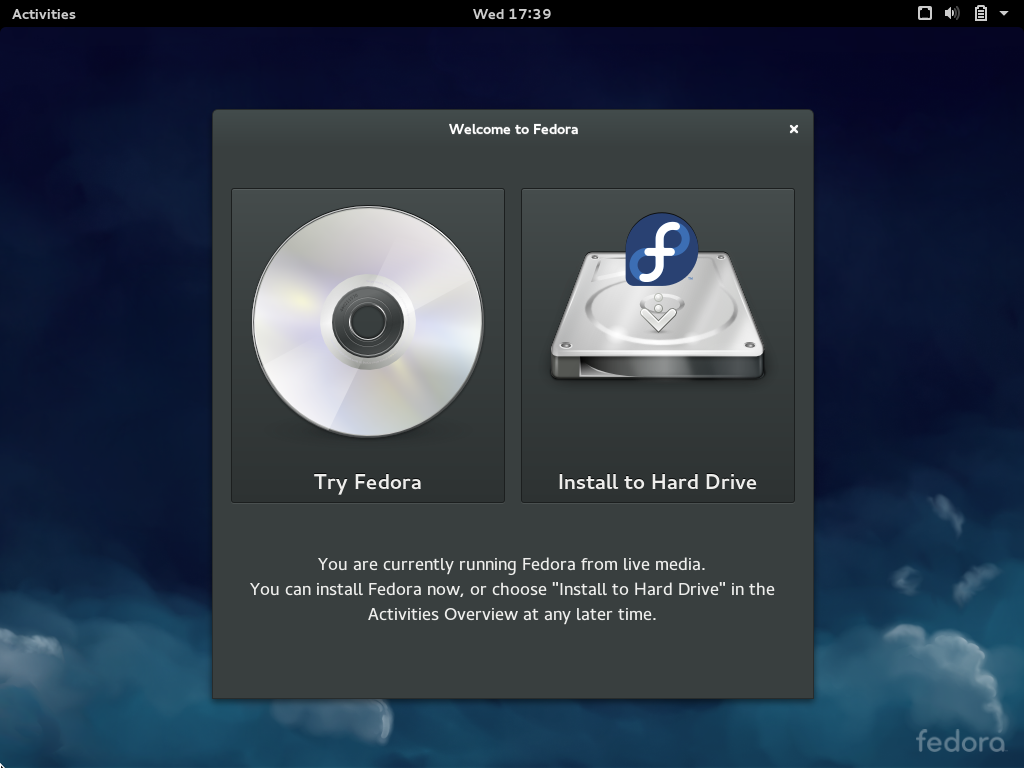 Activities
Wed 17:39
Welcome to Fedora
Try Fedora
Install to Hard Drive
You are currently running Fedora from live media.
You can install Fedora now, or choose "Install to Hard Drive" in the
Activities Overview at any later time.
fedora